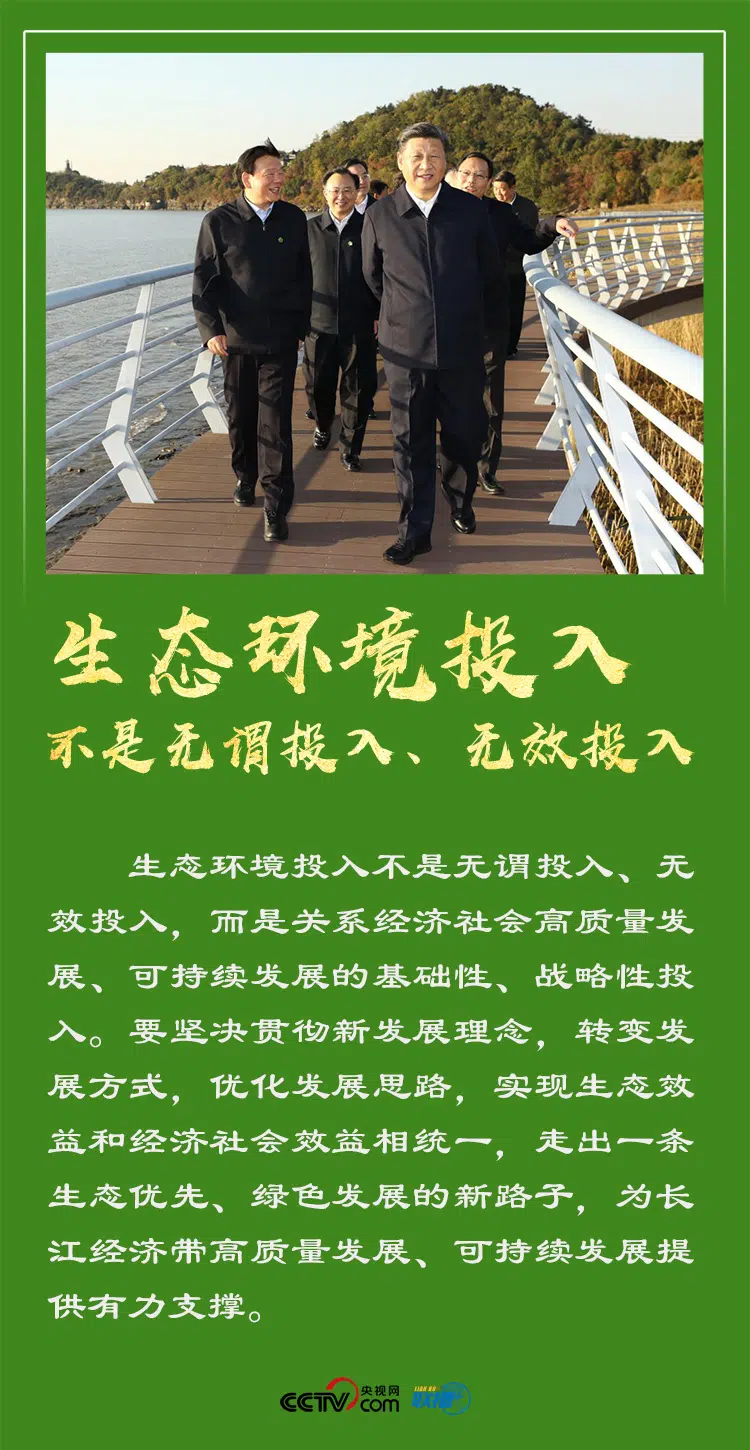 生态环境投入
不是无谓投入、无效投入
生态环境投入不是无谓投入、无
效投入，而是关系经济社会高质量发
展、可持续发展的基础性、战略性投
入。要坚决贯彻新发展理念，转变发
展方式，优化发展思路，实现生态效
益和经济社会效益相统一，走出一条
生态优先、绿色发展的新路子，为长
江经济带高质量发展、可持续发展提
供有力支撑。
CCTV.com 央视网
LIAN BO 联播